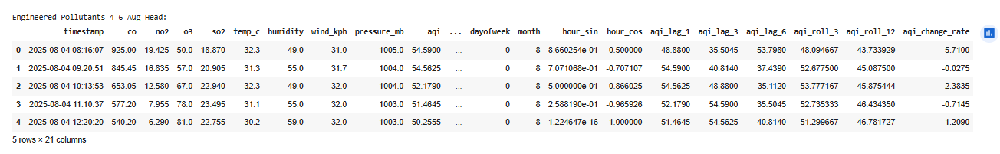 Engineered Pollutants 4-6 Aug Head:
timestamp co no2 o3 so2 temp_c humidity wind_kph pressure_mb aqi ... dayofweek month hour_sin hour_cos aqi_lag_1 aqi_lag_3 aqi_lag_6 aqi_roll_3 aqi_roll_12 aqi_change_rate
0 2025-08-04 08:16:07 925.00 19.425 50.0 18.870 32.3 49.0 31.0 1005.0 54.5900 ... 0 8 8.660254e-01 -0.500000 48.8800 35.5045 53.7980 48.094667 43.733929 5.7100
1 2025-08-04 09:20:51 845.45 16.835 57.0 20.905 31.3 55.0 31.7 1004.0 54.5625 ... 0 8 7.071068e-01 -0.707107 54.5900 40.8140 37.4390 52.677500 45.087500 -0.0275
2 2025-08-04 10:13:53 653.05 12.580 67.0 22.940 32.3 49.0 32.0 1004.0 52.1790 ... 0 8 5.000000e-01 -0.866025 54.5625 48.8800 35.1120 53.777167 45.875444 -2.3835
3 2025-08-04 11:10:37 577.20 7.955 78.0 23.495 31.1 55.0 32.0 1003.0 51.4645 ... 0 8 2.588190e-01 -0.965926 52.1790 54.5900 35.5045 52.735333 46.434350 -0.7145
4 2025-08-04 12:20:20 540.20 6.290 81.0 22.755 30.2 59.0 32.0 1003.0 50.2555 ... 0 8 1.224647e-16 -1.000000 51.4645 54.5625 40.8140 51.299667 46.781727 -1.2090
5 rows × 21 columns